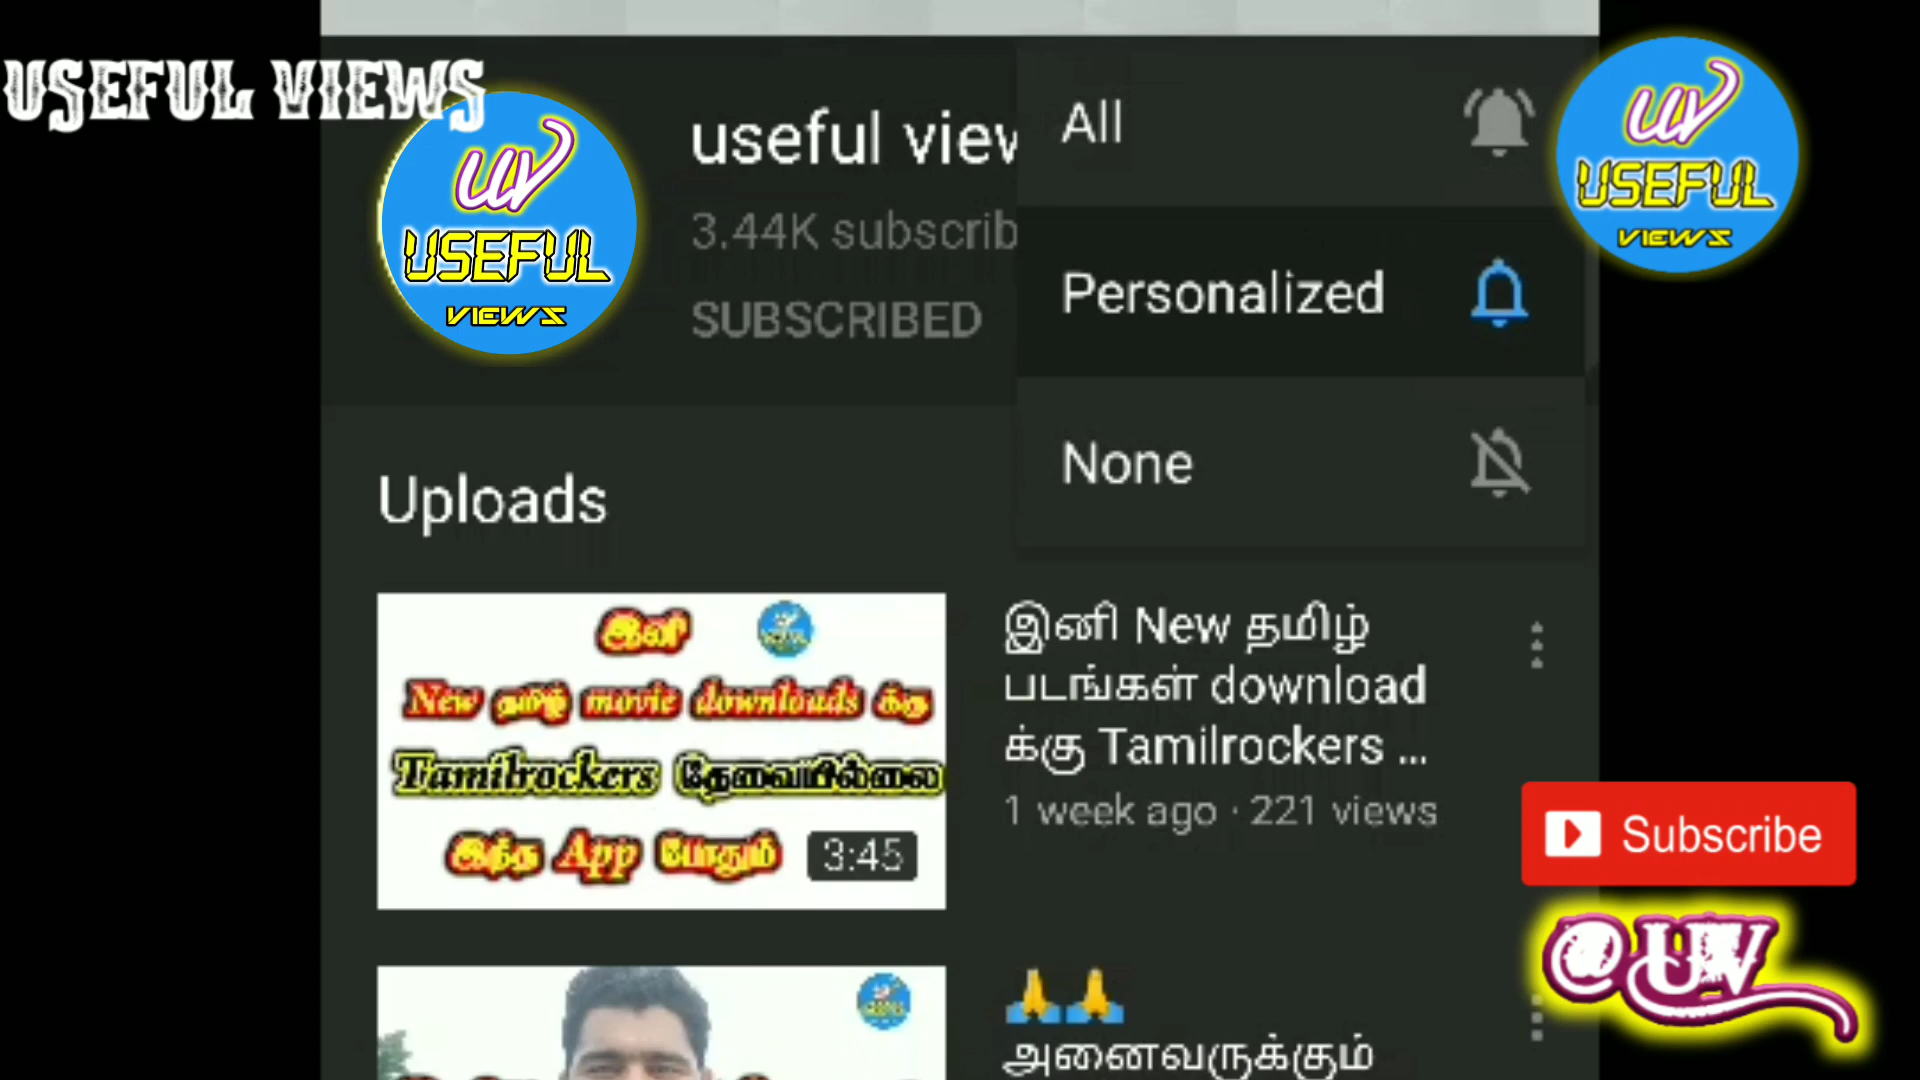 USEFUL VIEWS
UV
USEFUL
VIEWS
useful view
3.44K subscrib
SUBSCRIBED
All
Personalized
None
UV
USEFUL
VIEWS
Uploads
இனி
New தமிழ் movie downloads க்கு
Tamilrockers தேவையில்லை
இந்த App போதும்
3:45
இனி New தமிழ்
படங்கள் download
க்கு Tamilrockers ...
1 week ago · 221 views
Subscribe
@UV
🙏🙏
அனைவருக்கும்